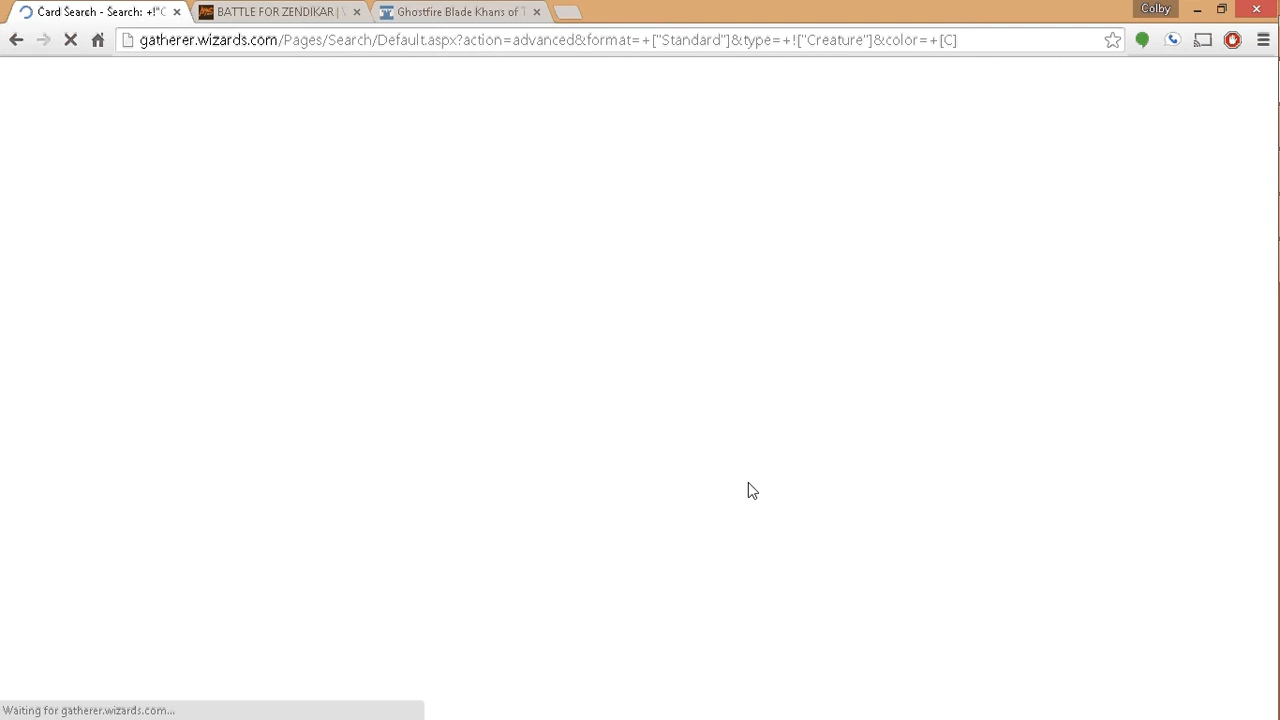 Card Search - Search: +!"C
BATTLE FOR ZENDIKAR |
Ghostfire Blade Khans of T
Colby
gatherer.wizards.com/Pages/Search/Default.aspx?action=advanced&format=+["Standard"]&type=+!["Creature"]&color=+[C]
Waiting for gatherer.wizards.com...